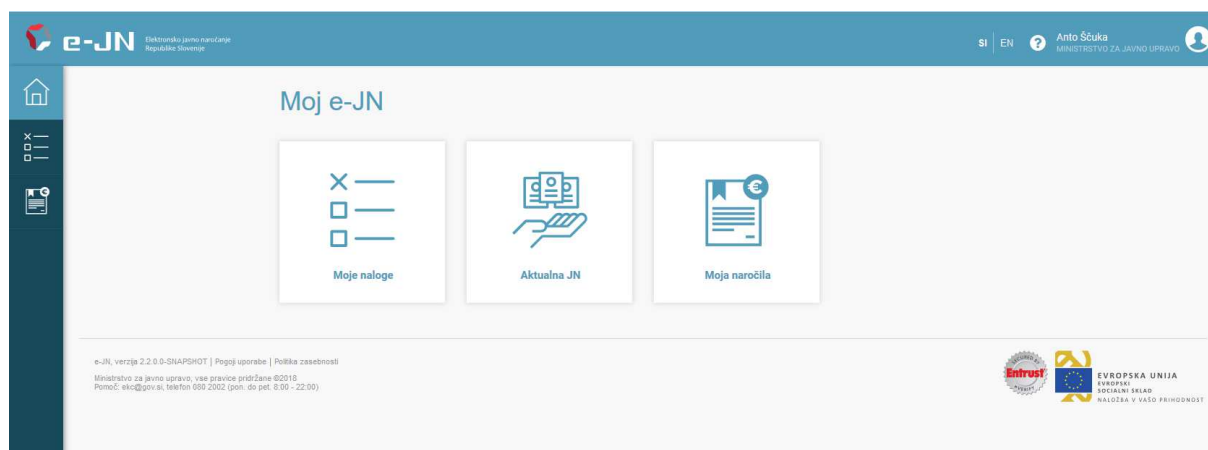 e-JN
Elektronsko javno naročanje
Republike Slovenije
SI | EN
?
Anto Ščuka
MINISTRSTVO ZA JAVNO UPRAVO
Moj e-JN
Moje naloge
Aktualna JN
€
Moja naročila
e-JN, verzija 2.2.0.0-SNAPSHOT | Pogoji uporabe | Politika zasebnosti
Ministrstvo za javno upravo, vse pravice pridržane ©2018
Pomoč: ekc@gov.si, telefon 080 2002 (pon. do pet. 8:00 - 22:00)
SECURED BY
Entrust
VERIFY
EVROPSKA UNIJA
EVROPSKI
SOCIALNI SKLAD
NALOŽBA V VAŠO PRIHODNOST